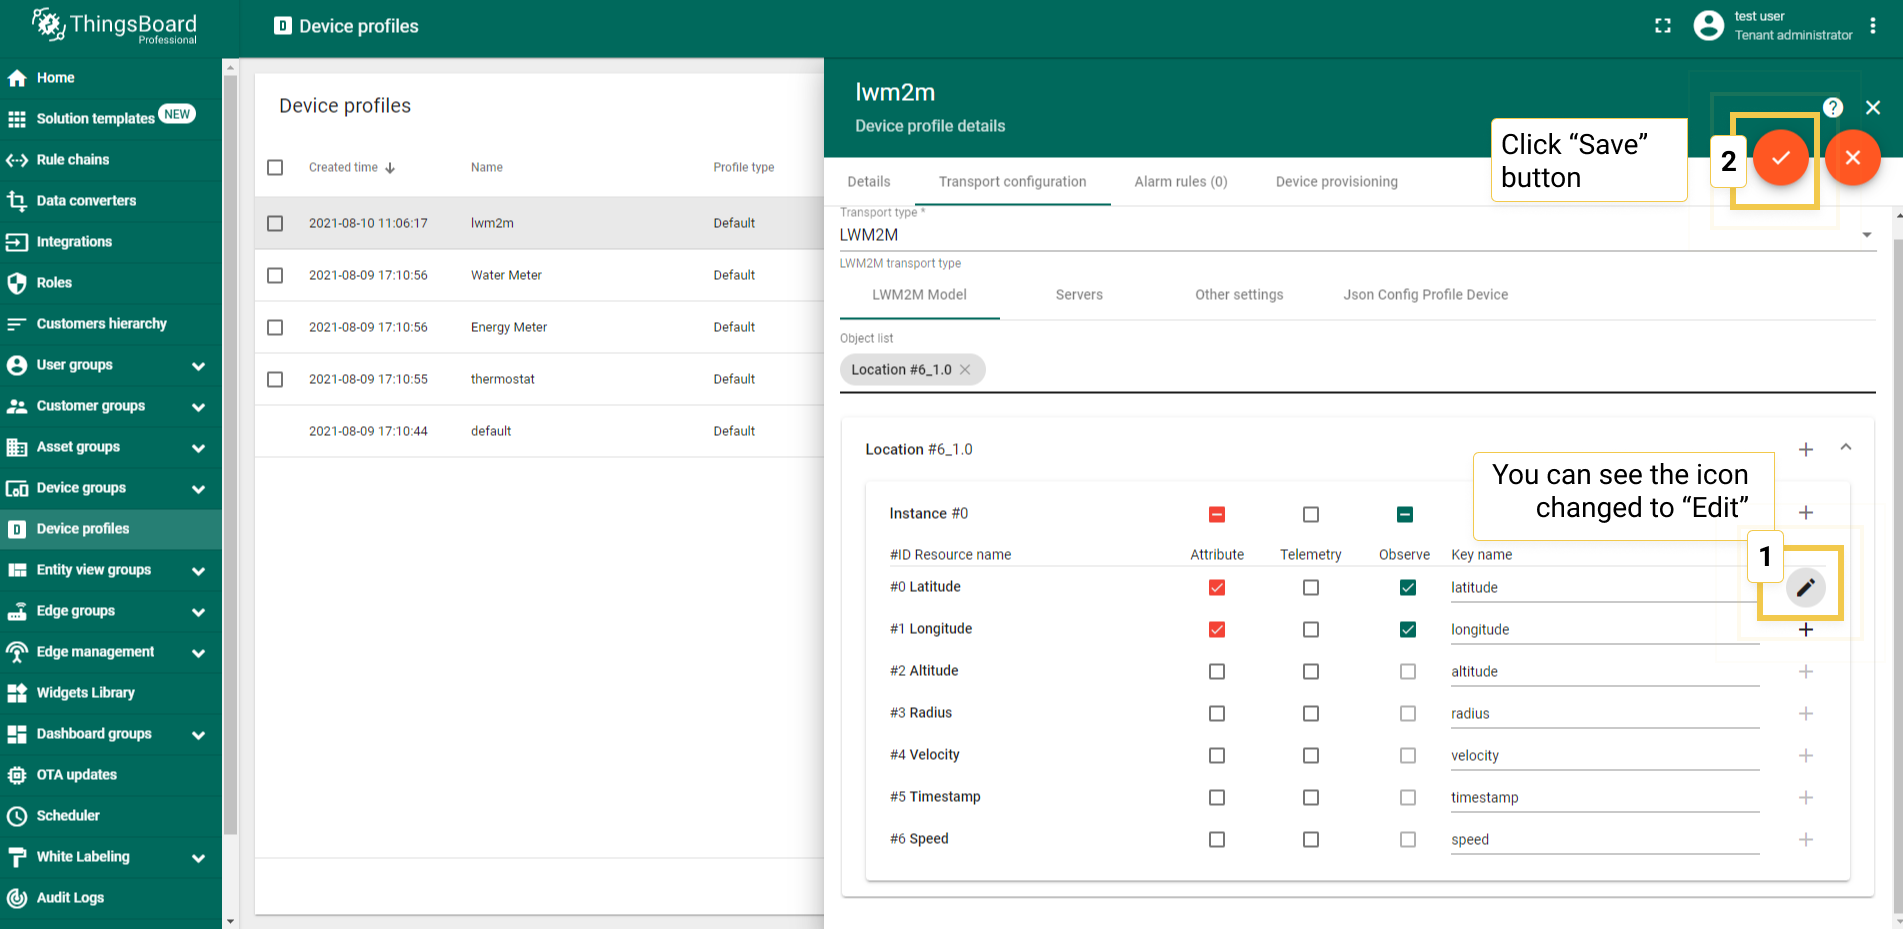 ThingsBoard
Professional
Device profiles
test user
Tenant administrator
Home
Solution templates NEW
Rule chains
Data converters
Integrations
Roles
Customers hierarchy
User groups
Customer groups
Asset groups
Device groups
Device profiles
Entity view groups
Edge groups
Edge management
Widgets Library
Dashboard groups
OTA updates
Scheduler
White Labeling
Audit Logs
Device profiles
Created time Name Profile type
2021-08-10 11:06:17 lwm2m Default
2021-08-09 17:10:56 Water Meter Default
2021-08-09 17:10:56 Energy Meter Default
2021-08-09 17:10:55 thermostat Default
2021-08-09 17:10:44 default Default
lwm2m
Device profile details
Click “Save”
button
2
Details Transport configuration Alarm rules (0) Device provisioning
Transport type *
LWM2M
LWM2M transport type
LWM2M Model Servers Other settings Json Config Profile Device
Object list
Location #6_1.0
Location #6_1.0
You can see the icon
changed to “Edit”
1
Instance #0
#ID Resource name Attribute Telemetry Observe Key name
#0 Latitude latitude
#1 Longitude longitude
#2 Altitude altitude
#3 Radius radius
#4 Velocity velocity
#5 Timestamp timestamp
#6 Speed speed